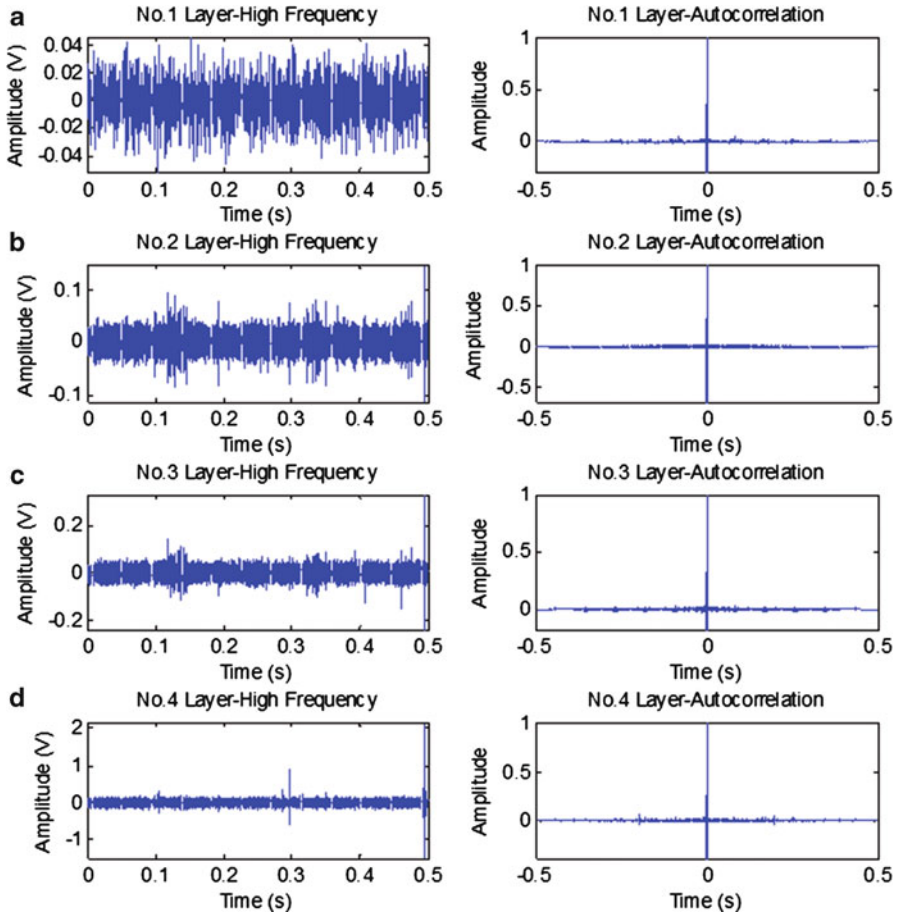 a
No.1 Layer-High Frequency
Amplitude (V)
0.04
0.02
0
-0.02
-0.04
0 0.1 0.2 0.3 0.4 0.5
Time (s)
No.1 Layer-Autocorrelation
Amplitude
1
0.5
0
-0.5 0 0.5
Time (s)
b
No.2 Layer-High Frequency
Amplitude (V)
0.1
0
-0.1
0 0.1 0.2 0.3 0.4 0.5
Time (s)
No.2 Layer-Autocorrelation
Amplitude
1
0.5
0
-0.5
-0.5 0 0.5
Time (s)
c
No.3 Layer-High Frequency
Amplitude (V)
0.2
0
-0.2
0 0.1 0.2 0.3 0.4 0.5
Time (s)
No.3 Layer-Autocorrelation
Amplitude
1
0.5
0
-0.5 0 0.5
Time (s)
d
No.4 Layer-High Frequency
Amplitude (V)
2
1
0
-1
0 0.1 0.2 0.3 0.4 0.5
Time (s)
No.4 Layer-Autocorrelation
Amplitude
1
0.5
0
-0.5 0 0.5
Time (s)